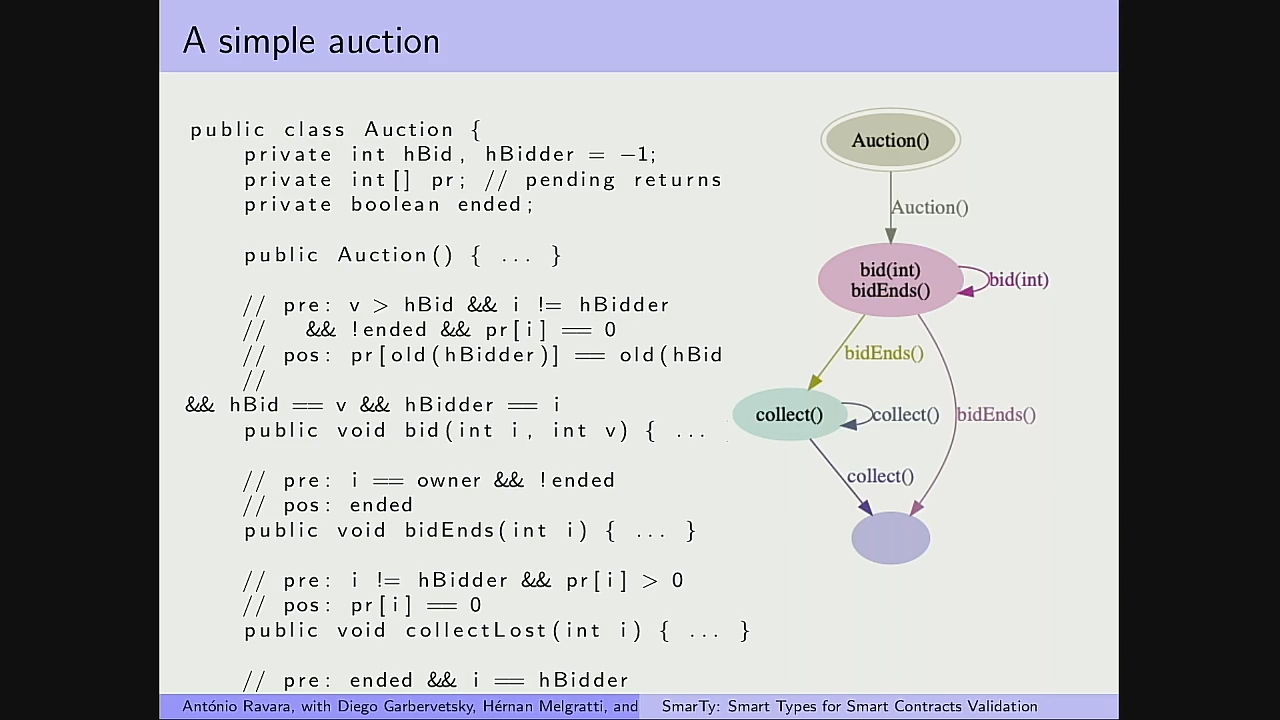 A simple auction
public class Auction {
private int hBid, hBidder = −1;
private int[] pr; // pending returns
private boolean ended;
public Auction() { ... }
// pre: v > hBid && i != hBidder
// && !ended && pr[i] == 0
// pos: pr[old(hBidder)] == old(hBid
//
&& hBid == v && hBidder == i
public void bid(int i, int v) { ...
// pre: i == owner && !ended
// pos: ended
public void bidEnds(int i) { ... }
// pre: i != hBidder && pr[i] > 0
// pos: pr[i] == 0
public void collectLost(int i) { ... }
// pre: ended && i == hBidder
Auction()
Auction()
bid(int)
bidEnds()
bid(int)
bidEnds()
collect()
collect()
bidEnds()
collect()
António Ravara, with Diego Garbervetsky, Hérnan Melgratti, and
SmarTy: Smart Types for Smart Contracts Validation